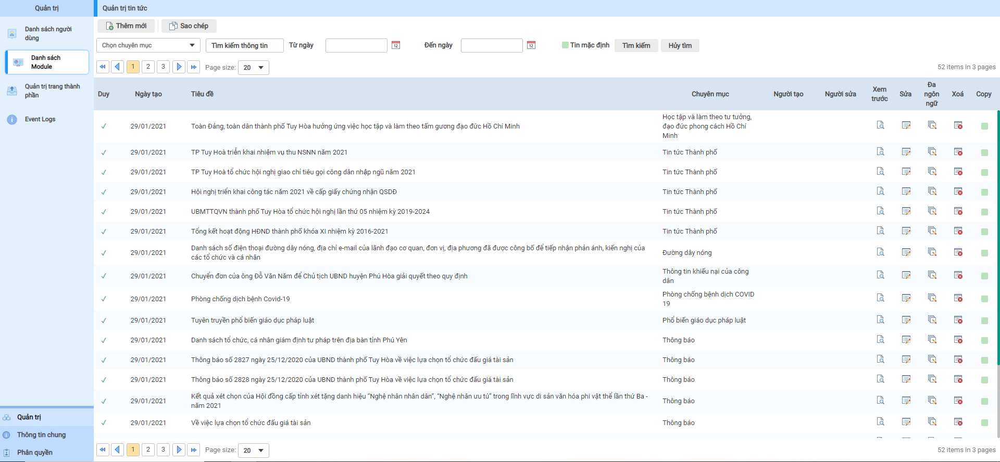 Quản trị
Quản trị tin tức
Danh sách người
dùng
Danh sách
Module
Quản trị trang thành
phần
Event Logs
Quản trị
Thông tin chung
Phân quyền
Thêm mới
Sao chép
Chọn chuyên mục
Tìm kiếm thông tin
Từ ngày
12
Đến ngày
12
Tin mặc định
Tìm kiếm
Hủy tìm
1 2 3 Page size: 20
52 items in 3 pages
Duy Ngày tạo Tiêu đề Chuyên mục Người tạo Người sửa Xem trước Sửa Đa ngôn ngữ Xoá Copy
29/01/2021 Toàn Đảng, toàn dân thành phố Tuy Hòa hưởng ứng việc học tập và làm theo tấm gương đạo đức Hồ Chí Minh
Học tập và làm theo tư tưởng,
đạo đức phong cách Hồ Chí
Minh
29/01/2021 TP Tuy Hoà triển khai nhiệm vụ thu NSNN năm 2021 Tin tức Thành phố
29/01/2021 TP Tuy Hoà tổ chức hội nghị giao chỉ tiêu gọi công dân nhập ngũ năm 2021 Tin tức Thành phố
29/01/2021 Hội nghị triển khai công tác năm 2021 về cấp giấy chứng nhận QSDĐ Tin tức Thành phố
29/01/2021 UBMTTQVN thành phố Tuy Hòa tổ chức hội nghị lần thứ 05 nhiệm kỳ 2019-2024 Tin tức Thành phố
29/01/2021 Tổng kết hoạt động HĐND thành phố khóa XI nhiệm kỳ 2016-2021 Tin tức Thành phố
29/01/2021 Danh sách số điện thoại đường dây nóng, địa chỉ e-mail của lãnh đạo cơ quan, đơn vị, địa phương đã được công bố để tiếp nhận phản ánh, kiến nghị của
các tổ chức và cá nhân
Đường dây nóng
29/01/2021 Chuyển đơn của ông Đỗ Văn Năm để Chủ tịch UBND huyện Phú Hòa giải quyết theo quy định
Thông tin khiếu nại của công
dân
29/01/2021 Phòng chống dịch bệnh Covid-19
Phòng chống bệnh dịch COVID
19
29/01/2021 Tuyên truyền phổ biến giáo dục pháp luật Phổ biến giáo dục pháp luật
29/01/2021 Danh sách tổ chức, cá nhân giám định tư pháp trên địa bàn tỉnh Phú Yên Thông báo
29/01/2021 Thông báo số 2827 ngày 25/12/2020 của UBND thành phố Tuy Hòa về việc lựa chọn tổ chức đấu giá tài sản Thông báo
29/01/2021 Thông báo số 2828 ngày 25/12/2020 của UBND thành phố Tuy Hòa về việc lựa chọn tổ chức đấu giá tài sản Thông báo
29/01/2021 Kết quả xét chọn của Hội đồng cấp tỉnh xét tặng danh hiệu “Nghệ nhân nhân dân”, “Nghệ nhân ưu tú” trong lĩnh vực di sản văn hóa phi vật thể lần thứ Ba -
năm 2021
Thông báo
29/01/2021 Về việc lựa chọn tổ chức đấu giá tài sản Thông báo
1 2 3 Page size: 20
52 items in 3 pages